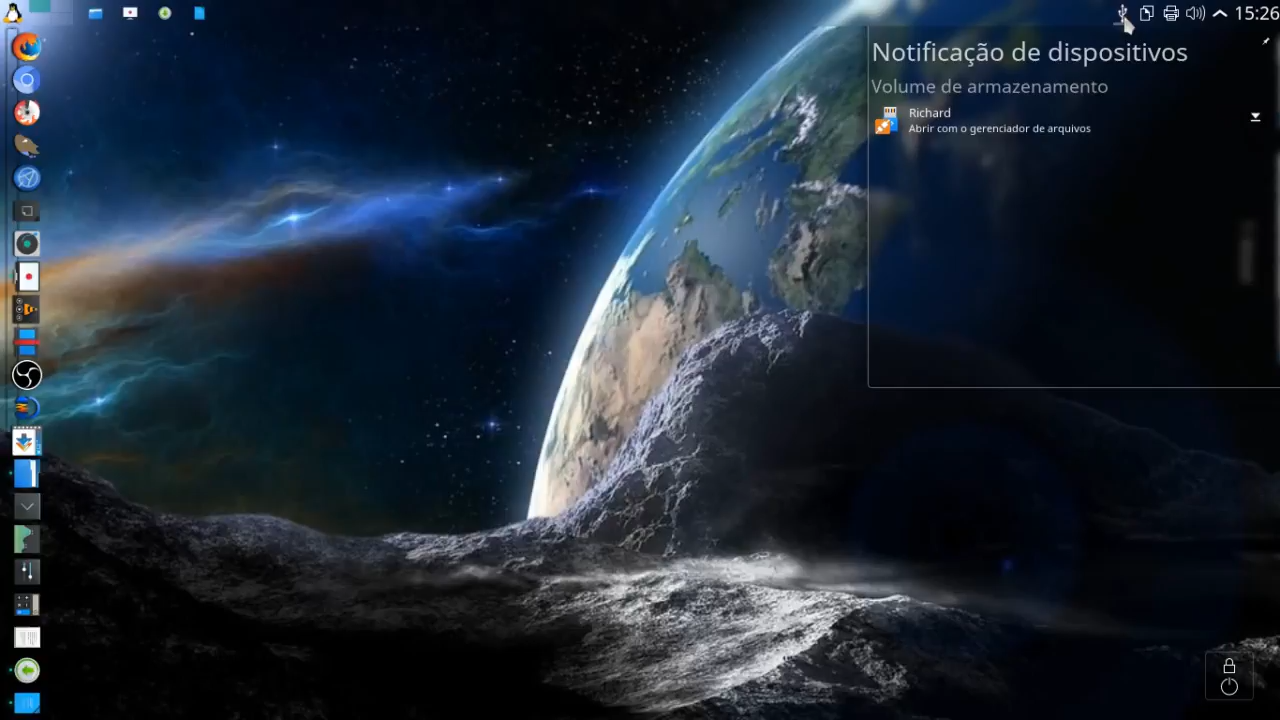 15:26
Notificação de dispositivos
Volume de armazenamento
Richard
Abrir com o gerenciador de arquivos